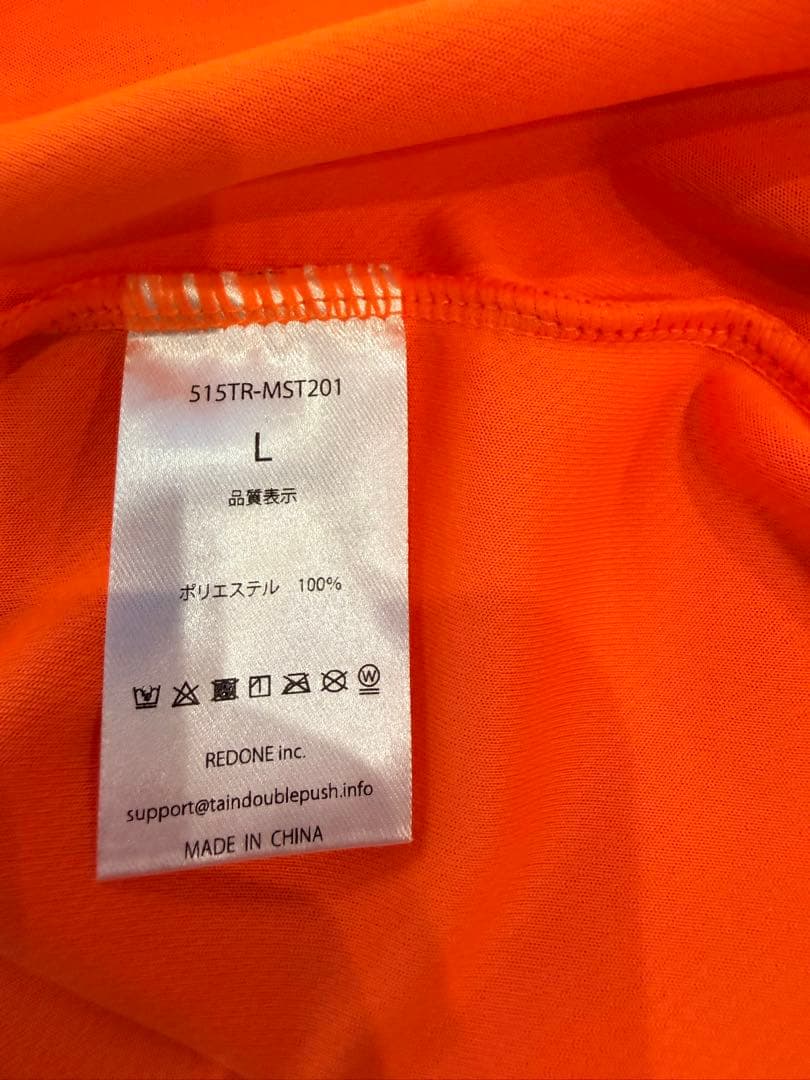 515TR-MST201
L
品質表示
ポリエステル 100%
W
REDONE inc.
support@taindoublepush.info
MADE IN CHINA